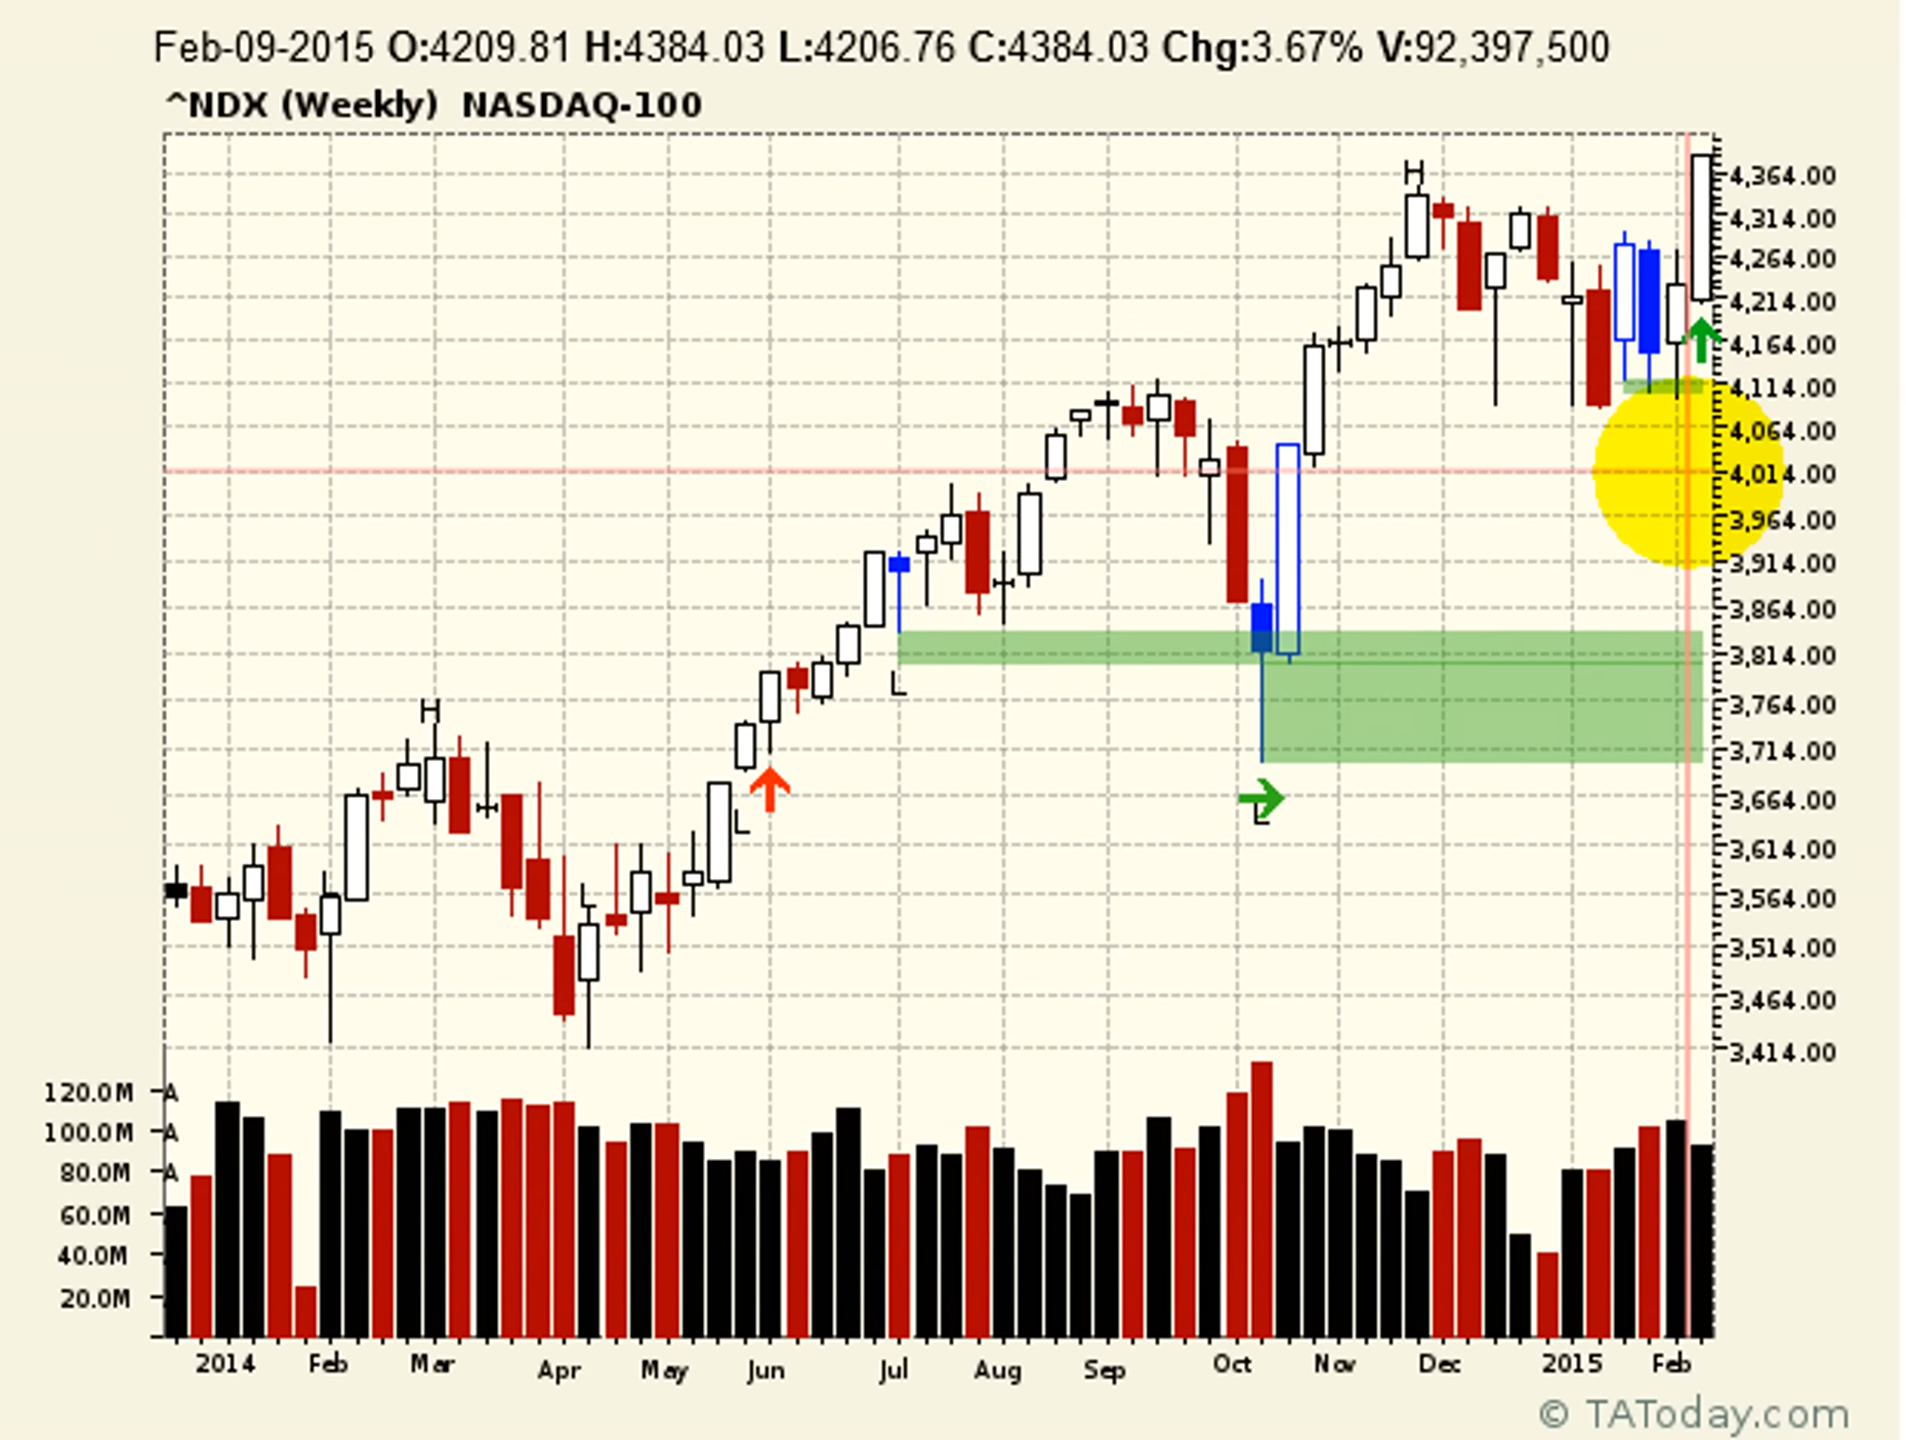 Feb-09-2015 O:4209.81 H:4384.03 L:4206.76 C:4384.03 Chg:3.67% V:92,397,500
^NDX (Weekly) NASDAQ-100
H
4,364.00
4,314.00
4,264.00
4,214.00
4,164.00
4,114.00
4,064.00
4,014.00
3,964.00
3,914.00
3,864.00
3,814.00
L
3,764.00
H
3,714.00
3,664.00
L
L
3,614.00
3,564.00
L
3,514.00
3,464.00
3,414.00
120.0M A
100.0M A
80.0M A
60.0M
40.0M
20.0M
2014 Feb Mar Apr May Jun Jul Aug Sep Oct Nov Dec 2015 Feb
© TAToday.com